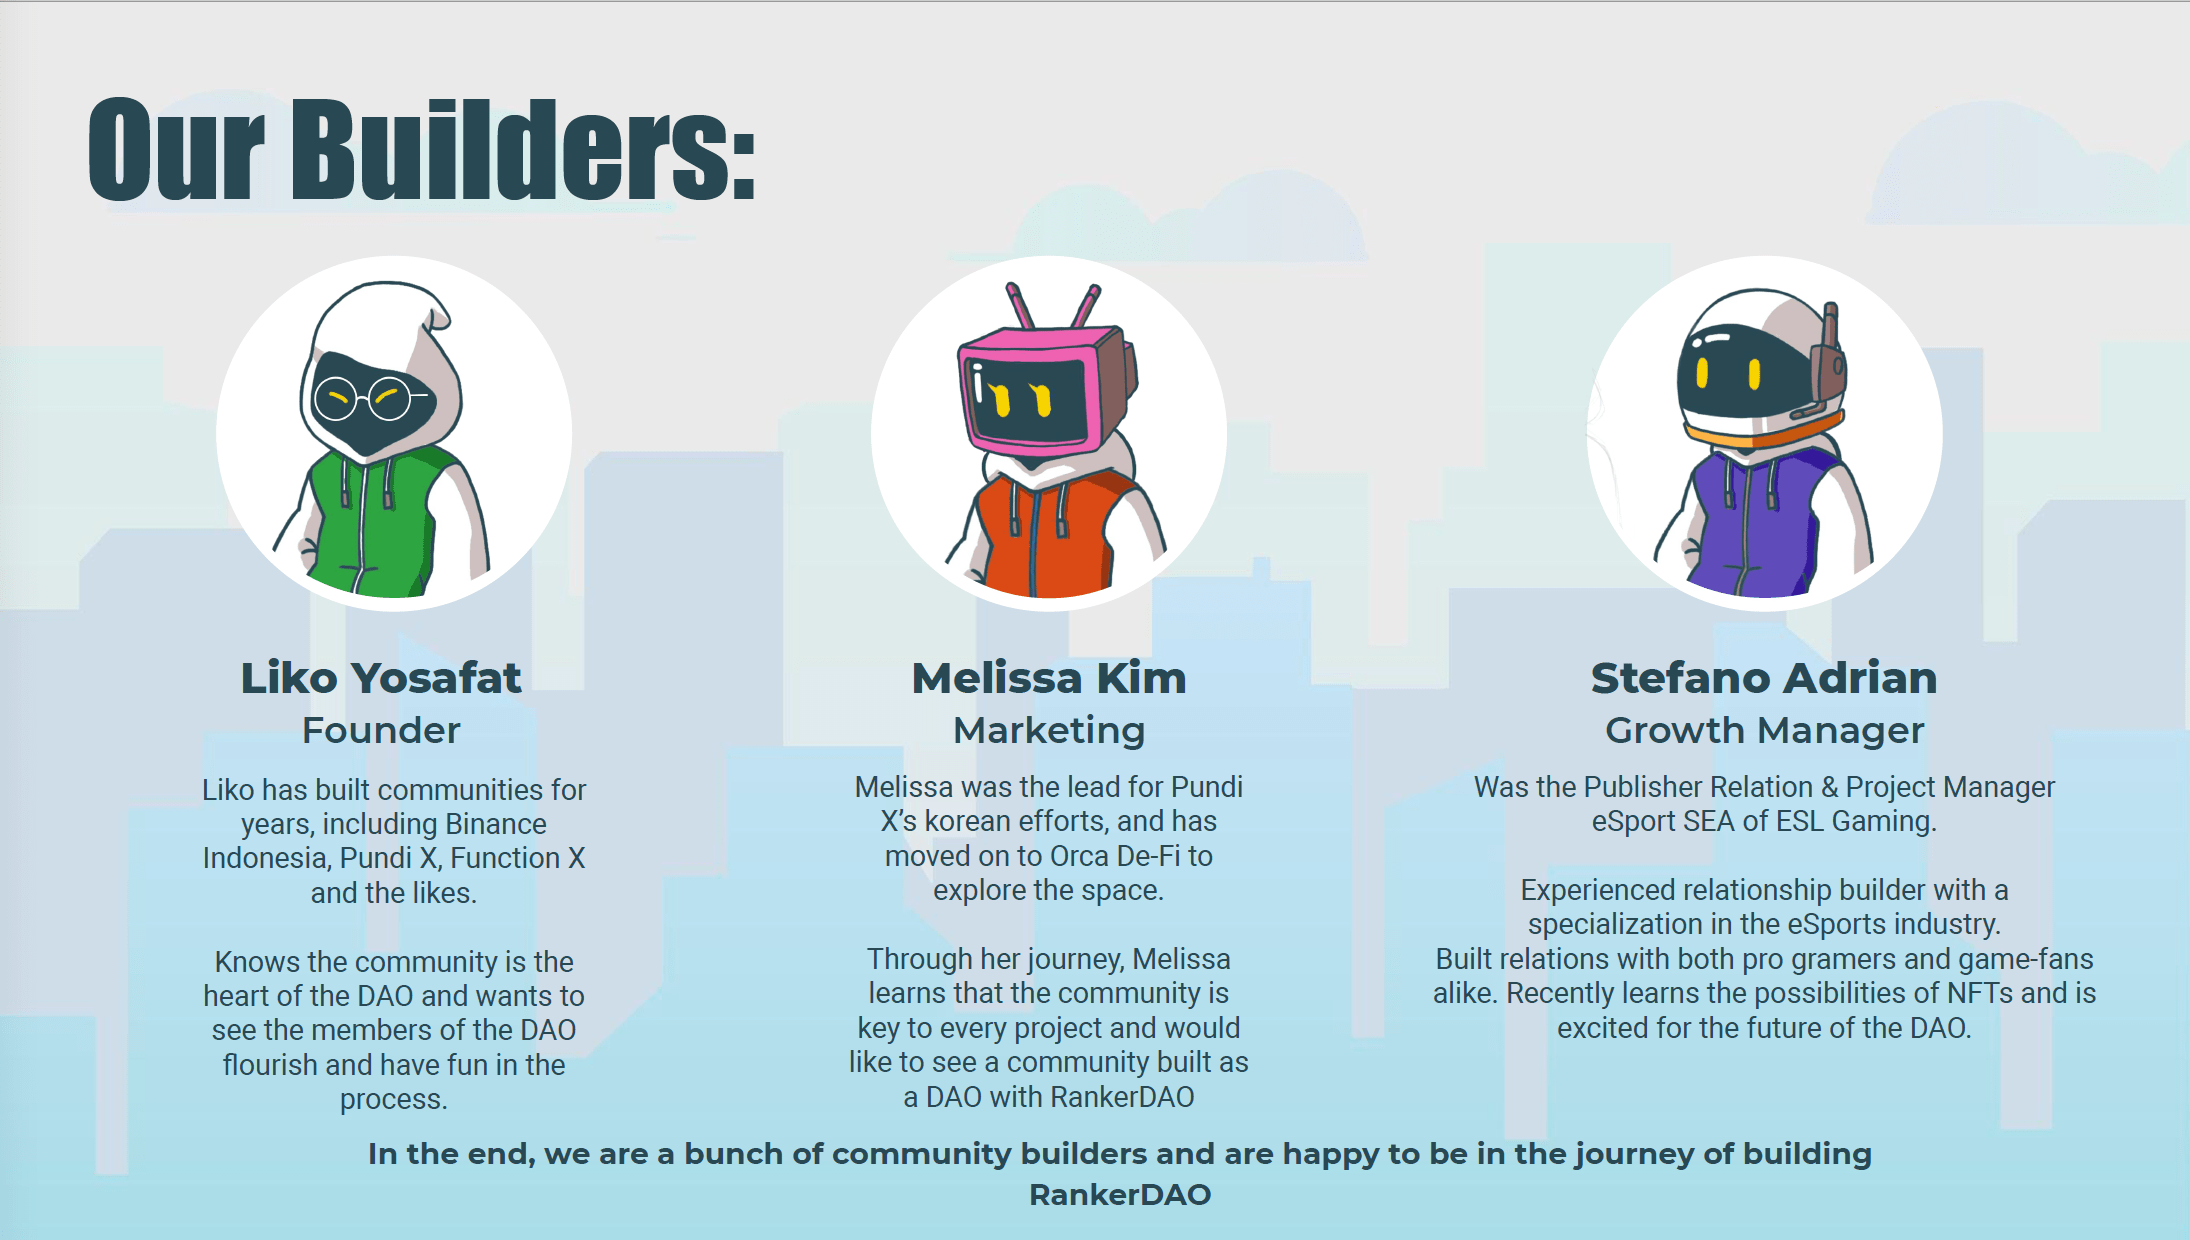 Our Builders:
Liko Yosafat
Founder
Liko has built communities for
years, including Binance
Indonesia, Pundi X, Function X
and the likes.
Knows the community is the
heart of the DAO and wants to
see the members of the DAO
flourish and have fun in the
process.
Melissa Kim
Marketing
Melissa was the lead for Pundi
X’s korean efforts, and has
moved on to Orca De-Fi to
explore the space.
Through her journey, Melissa
learns that the community is
key to every project and would
like to see a community built as
a DAO with RankerDAO
Stefano Adrian
Growth Manager
Was the Publisher Relation & Project Manager
eSport SEA of ESL Gaming.
Experienced relationship builder with a
specialization in the eSports industry.
Built relations with both pro gramers and game-fans
alike. Recently learns the possibilities of NFTs and is
excited for the future of the DAO.
In the end, we are a bunch of community builders and are happy to be in the journey of building
RankerDAO